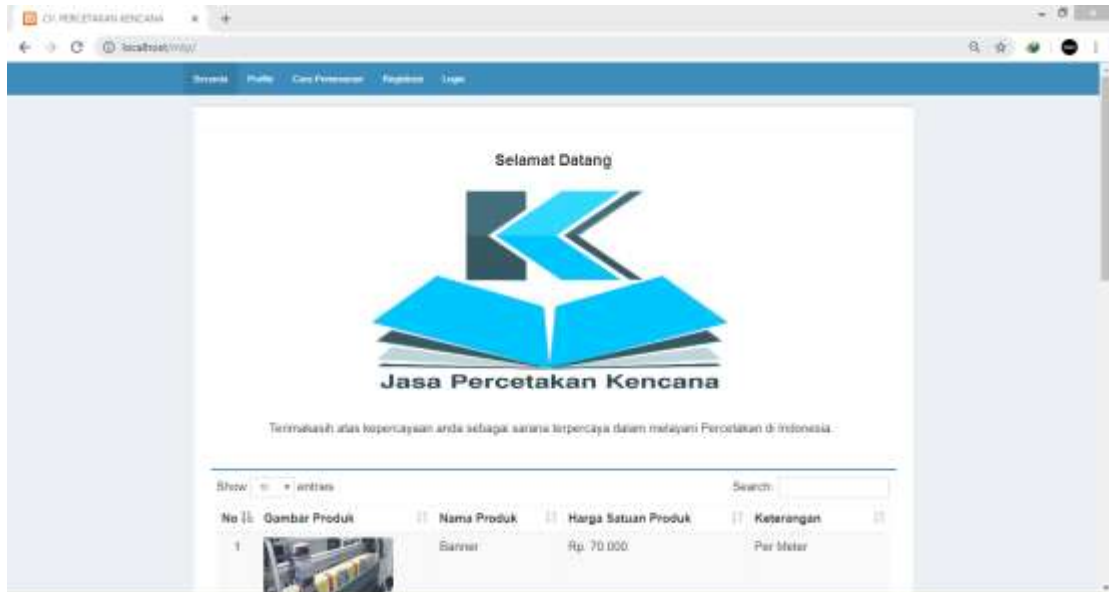 CV. PERCETAKAN KENCANA
localhost/
Beranda Profile Cara Pemesanan Registrasi Login
Selamat Datang
Jasa Percetakan Kencana
Terimakasih atas kepercayaan anda sebagai sarana terpercaya dalam melayani Percetakan di Indonesia.
Show 10 entries Search:
No Gambar Produk Nama Produk Harga Satuan Produk Keterangan
1 Banner Rp. 70.000 Per Meter